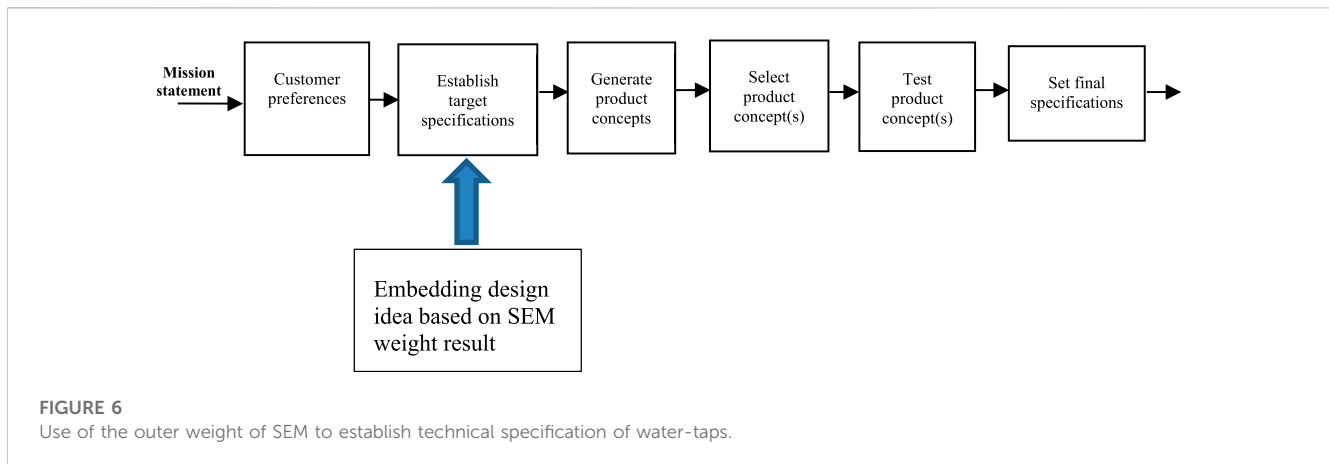 Mission
statement
Customer
preferences
Establish
target
specifications
Generate
product
concepts
Select
product
concept(s)
Test
product
concept(s)
Set final
specifications
Embedding design
idea based on SEM
weight result
FIGURE 6
Use of the outer weight of SEM to establish technical specification of water-taps.